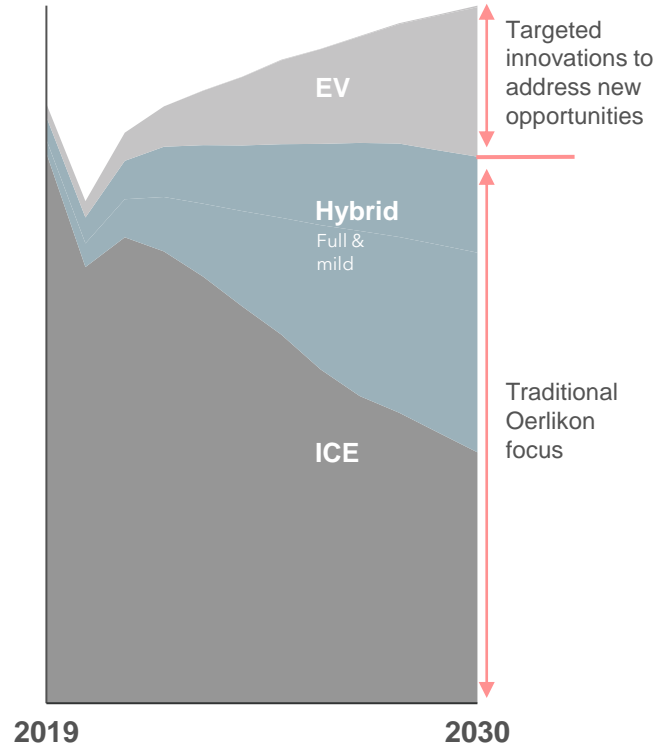 Targeted
innovations to
address new
opportunities
EV
Hybrid
Full &
mild
Traditional
Oerlikon
focus
ICE
2019
2030